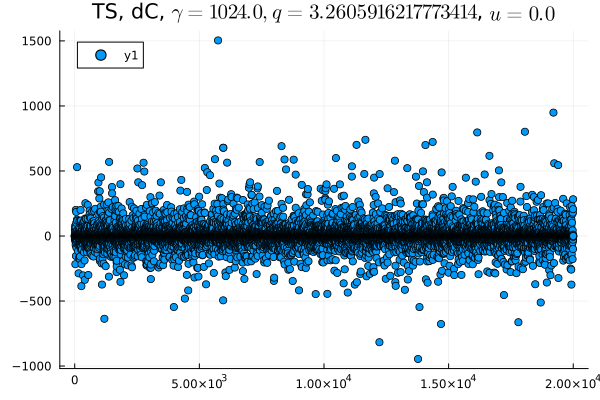 TS, dC, γ = 1024.0, q = 3.2605916217773414, u = 0.0
y1
1500
1000
500
0
−500
−1000
0 5.00×10³ 1.00×10⁴ 1.50×10⁴ 2.00×10⁴